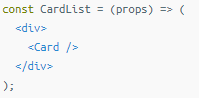 const CardList = (props) => (
  <div>
    <Card />
  </div>
);